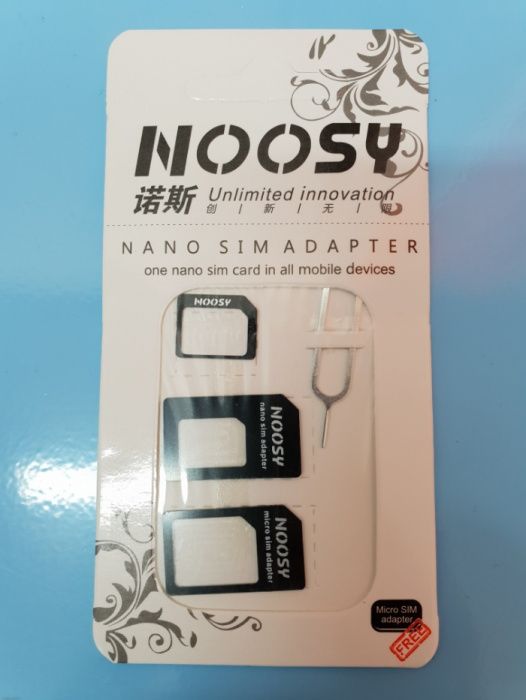 NOOSY
诺斯 Unlimited innovation
创 | 新 | 无 | 限
NANO SIM ADAPTER
one nano sim card in all mobile devices
NOOSY
NOOSY
nano sim adapter
NOOSY
micro sim adapter
Micro SIM
adapter
FREE